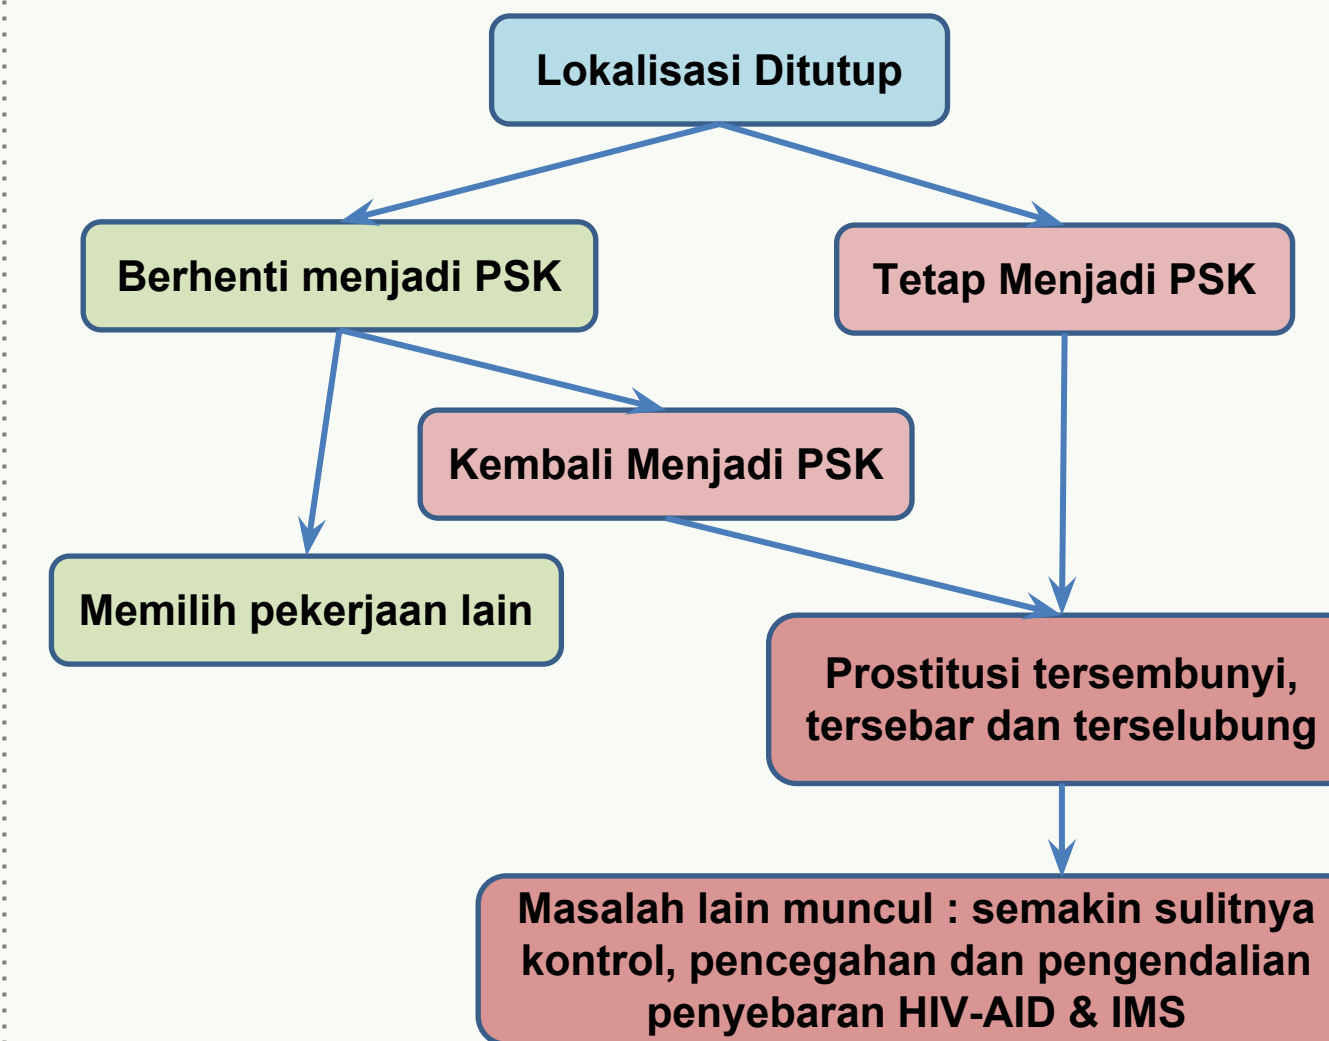 Lokalisasi Ditutup
Berhenti menjadi PSK
Tetap Menjadi PSK
Kembali Menjadi PSK
Memilih pekerjaan lain
Prostitusi tersembunyi,
tersebar dan terselubung
Masalah lain muncul : semakin sulitnya
kontrol, pencegahan dan pengendalian
penyebaran HIV-AID & IMS